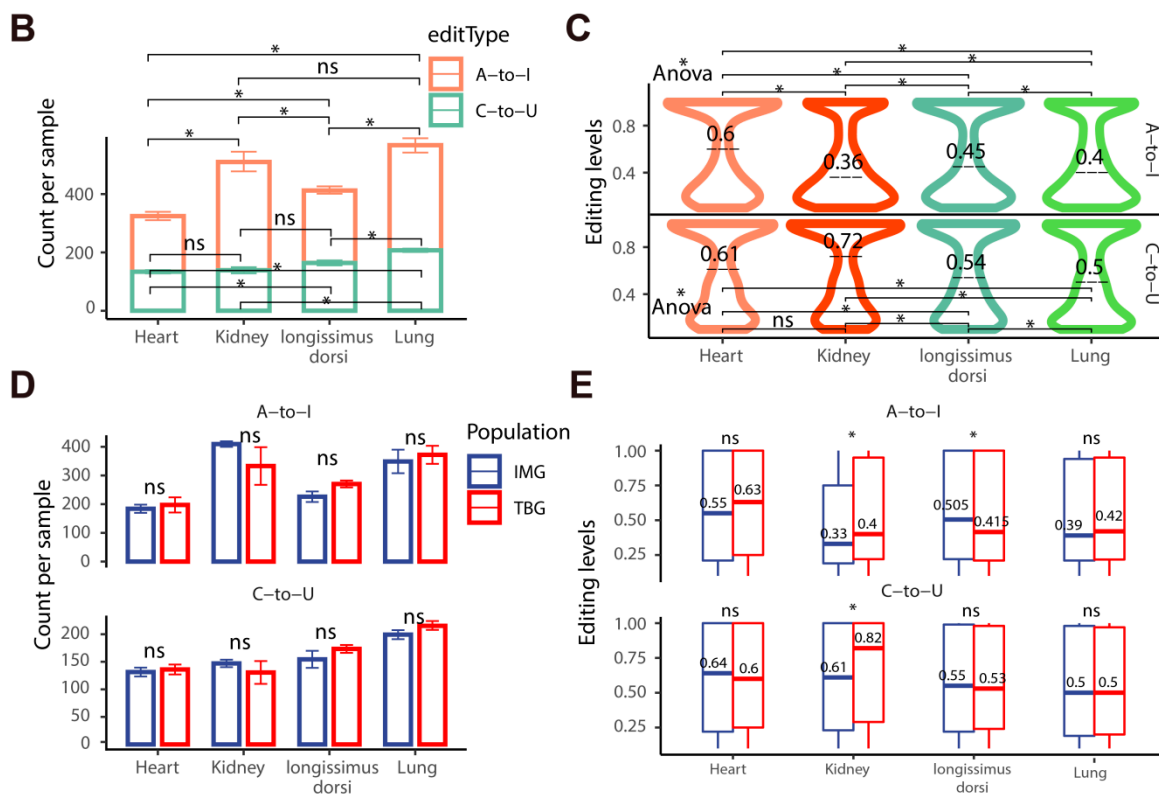 B
editType
A–to–I
C–to–U
*
ns
*
*
*
*
Count per sample
400
200
0
ns
ns
*
*
*
*
Heart
Kidney
longissimus
dorsi
Lung
C
*
*
*
*
*
*
*
Anova
Editing levels
0.8
0.4
0.6
0.36
0.45
0.4
A–to–I
0.8
0.4
0.61
0.72
0.54
0.5
C–to–U
*
Anova
*
*
*
ns
*
*
Heart
Kidney
longissimus
dorsi
Lung
D
A–to–I
Count per sample
400
300
200
100
0
ns
ns
ns
ns
Population
IMG
TBG
C–to–U
200
150
100
50
0
ns
ns
ns
ns
Heart
Kidney
longissimus
dorsi
Lung
E
A–to–I
ns
*
*
ns
Editing levels
1.00
0.75
0.50
0.25
0.55
0.63
0.33
0.4
0.505
0.415
0.39
0.42
C–to–U
ns
*
ns
ns
1.00
0.75
0.50
0.25
0.64
0.6
0.61
0.82
0.55
0.53
0.5
0.5
Heart
Kidney
longissimus
dorsi
Lung